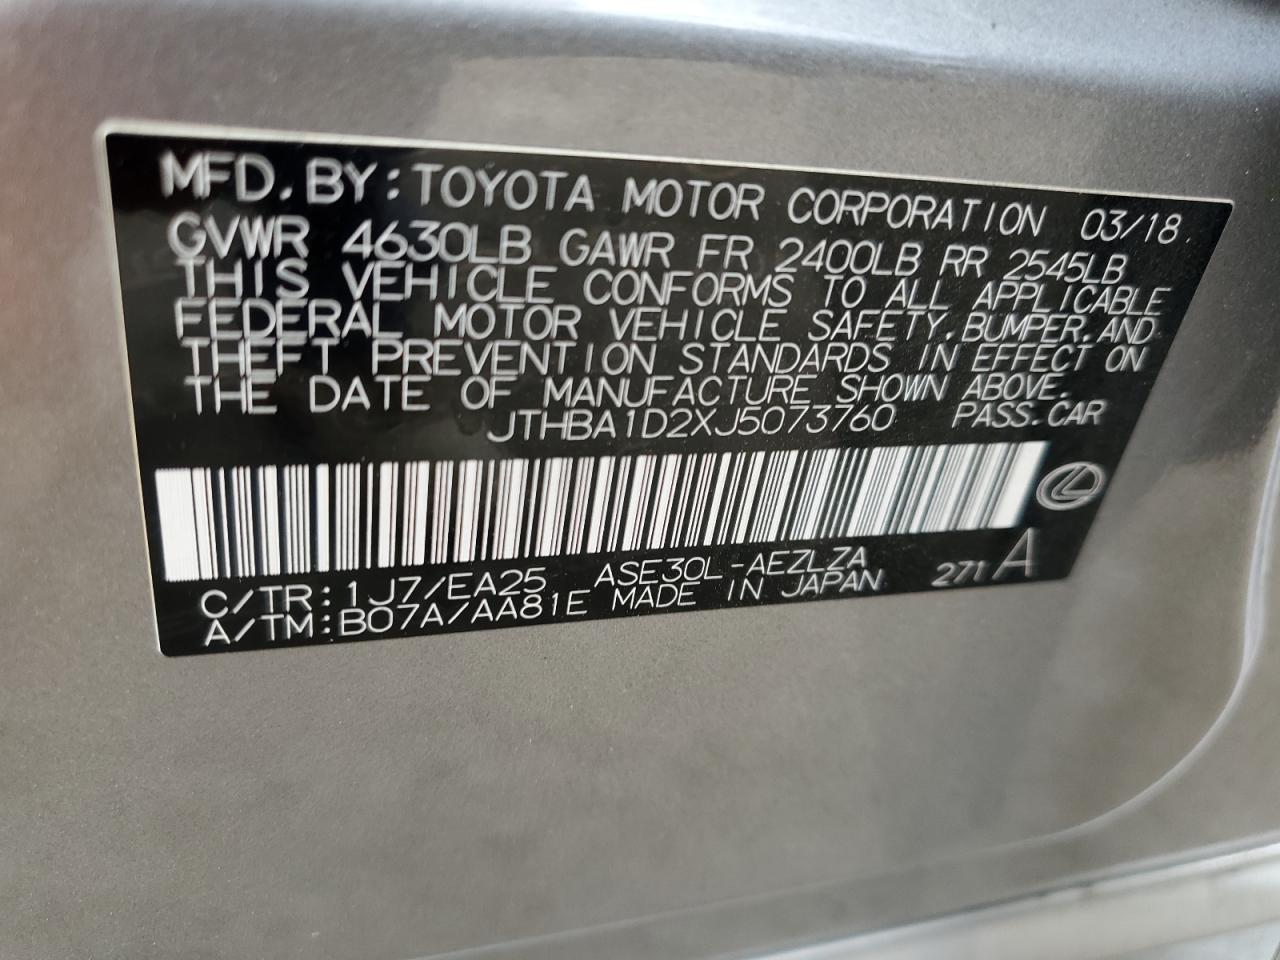 MFD. BY: TOYOTA MOTOR CORPORATION 03/18
GVWR 4630LB GAWR FR 2400LB RR 2545LB
THIS VEHICLE CONFORMS TO ALL APPLICABLE
FEDERAL MOTOR VEHICLE SAFETY, BUMPER, AND
THEFT PREVENTION STANDARDS IN EFFECT ON
THE DATE OF MANUFACTURE SHOWN ABOVE.
JTHBA1D2XJ5073760 PASS. CAR
C/TR: 1J7/EA25 ASE30L-AEZLZA
A/TM: B07A/AA81E MADE IN JAPAN 271 A